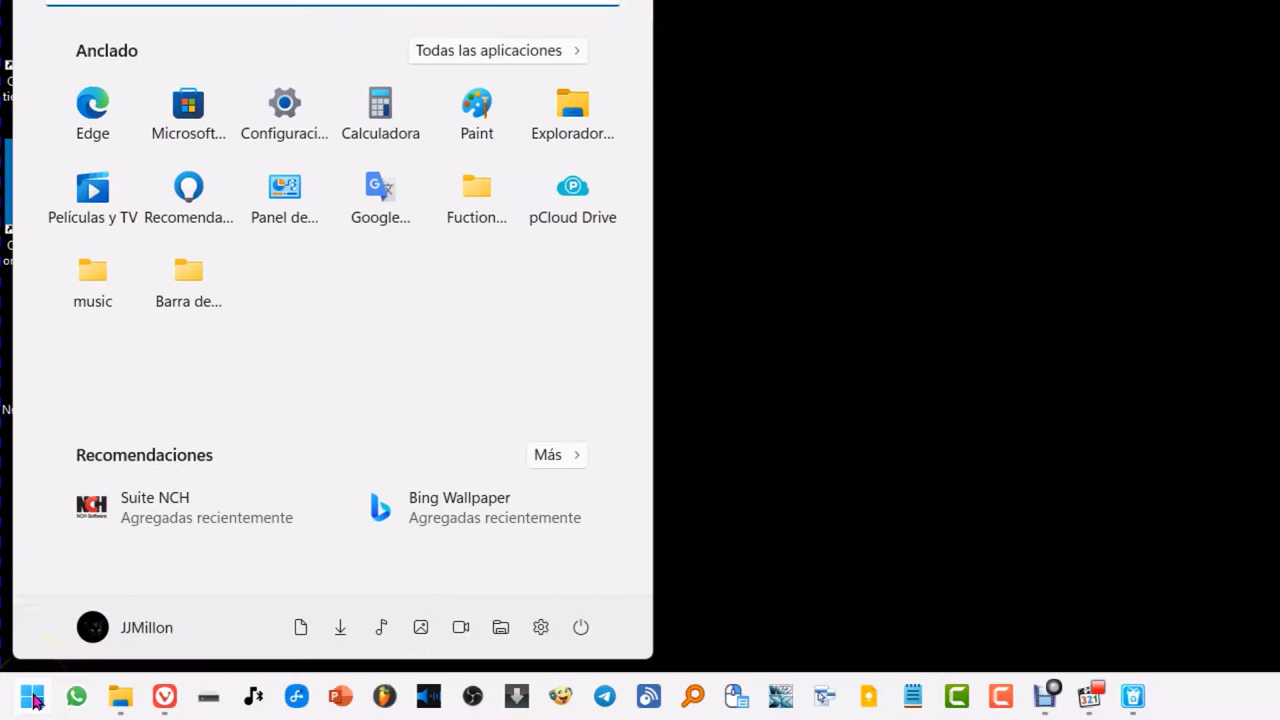 Anclado
Todas las aplicaciones
Edge
Microsoft...
Configuraci...
Calculadora
Paint
Explorador...
Películas y TV
Recomenda...
Panel de...
Google...
Fuction...
pCloud Drive
music
Barra de...
Recomendaciones
Más
Suite NCH
Agregadas recientemente
Bing Wallpaper
Agregadas recientemente
JJMillon